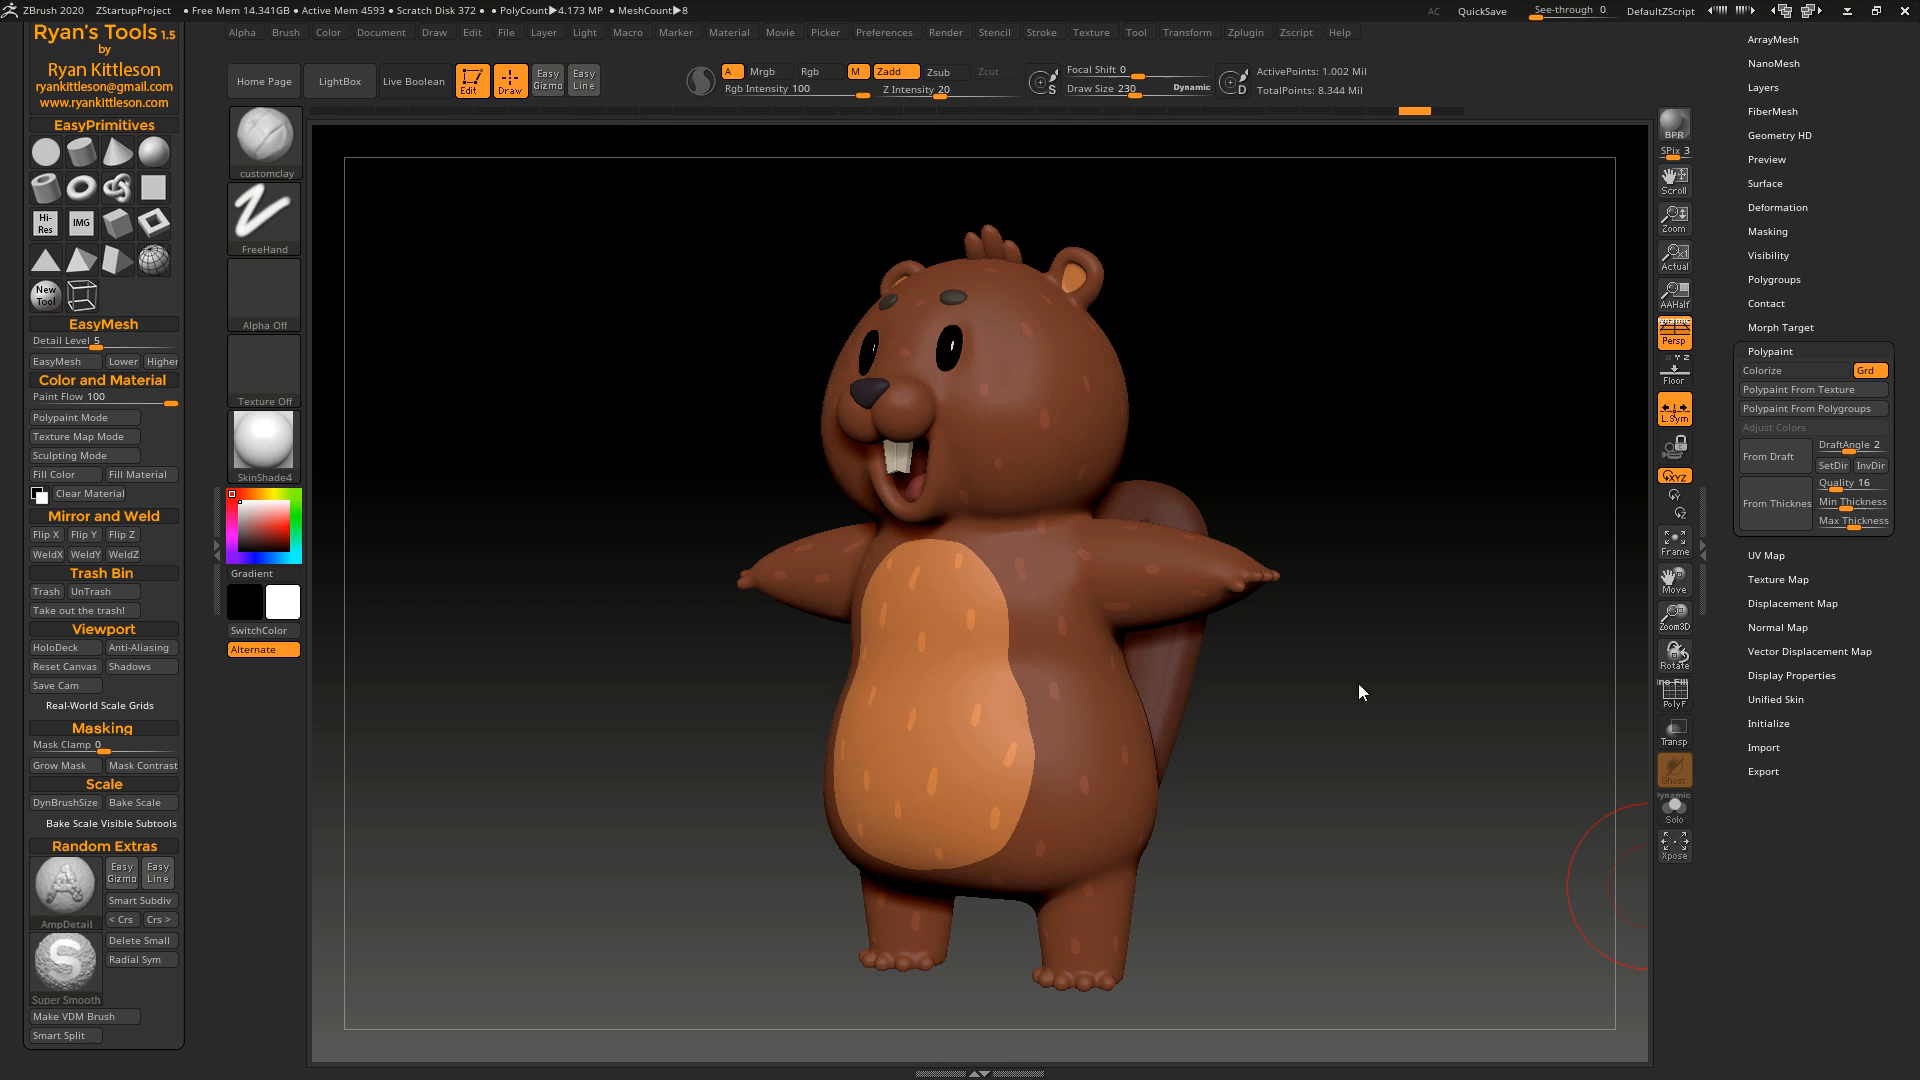 ZBrush 2020 ZStartupProject • Free Mem 14.341GB • Active Mem 4593 • Scratch Disk 372 • • PolyCount▶4.173 MP • MeshCount▶8
AC QuickSave See-through 0 DefaultZScript
Alpha Brush Color Document Draw Edit File Layer Light Macro Marker Material Movie Picker Preferences Render Stencil Stroke Texture Tool Transform Zplugin Zscript Help
Ryan's Tools 1.5
by
Ryan Kittleson
ryankittleson@gmail.com
www.ryankittleson.com
EasyPrimitives
Hi-Res IMG
New Tool
EasyMesh
Detail Level 5
EasyMesh Lower Higher
Color and Material
Paint Flow 100
Polypaint Mode
Texture Map Mode
Sculpting Mode
Fill Color Fill Material
Clear Material
Mirror and Weld
Flip X Flip Y Flip Z
WeldX WeldY WeldZ
Trash Bin
Trash UnTrash
Take out the trash!
Viewport
HoloDeck Anti-Aliasing
Reset Canvas Shadows
Save Cam
Real-World Scale Grids
Masking
Mask Clamp 0
Grow Mask Mask Contrast
Scale
DynBrushSize Bake Scale
Bake Scale Visible Subtools
Random Extras
Easy Gizmo Easy Line
Smart Subdiv
AmpDetail < Crs Crs >
Delete Small
Radial Sym
Super Smooth
Make VDM Brush
Smart Split
Home Page LightBox Live Boolean Edit Draw Easy Gizmo Easy Line
A Mrgb Rgb M Zadd Zsub Zcut
Rgb Intensity 100 Z Intensity 20
S Focal Shift 0
Draw Size 230 Dynamic D
ActivePoints: 1.002 Mil
TotalPoints: 8.344 Mil
customclay
FreeHand
Alpha Off
Texture Off
SkinShade4
Gradient
SwitchColor
Alternate
BPR
SPix 3
Scroll
Zoom
Actual
AAHalf
Dynamic
Persp
Floor
L.Sym
XYZ
Y
Z
Frame
Move
Zoom3D
Rotate
PolyF
Transp
Ghost
Dynamic
Solo
Xpose
ArrayMesh
NanoMesh
Layers
FiberMesh
Geometry HD
Preview
Surface
Deformation
Masking
Visibility
Polygroups
Contact
Morph Target
Polypaint
Colorize Grd
Polypaint From Texture
Polypaint From Polygroups
Adjust Colors
From Draft DraftAngle 2
SetDir InvDir
From Thicknes Quality 16
Min Thickness
Max Thickness
UV Map
Texture Map
Displacement Map
Normal Map
Vector Displacement Map
Display Properties
Unified Skin
Initialize
Import
Export